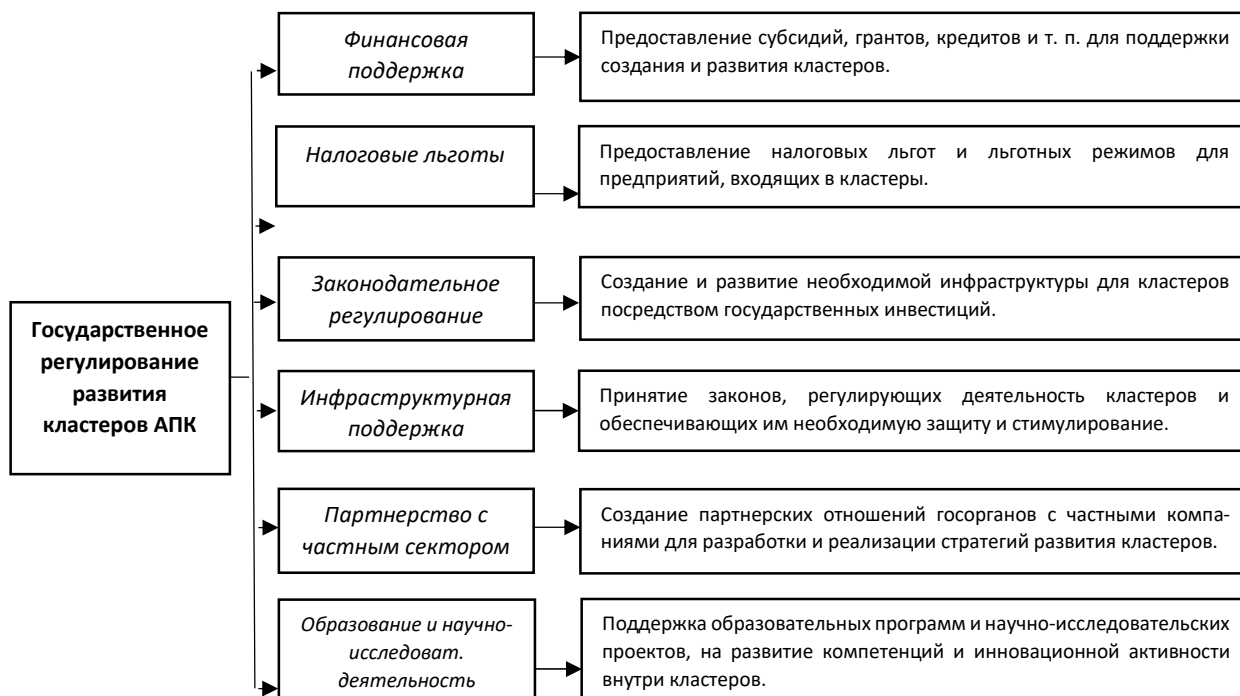 Государственное
регулирование
развития
кластеров АПК
Финансовая
поддержка
Предоставление субсидий, грантов, кредитов и т. п. для поддержки
создания и развития кластеров.
Налоговые льготы
Предоставление налоговых льгот и льготных режимов для
предприятий, входящих в кластеры.
Законодательное
регулирование
Создание и развитие необходимой инфраструктуры для кластеров
посредством государственных инвестиций.
Инфраструктурная
поддержка
Принятие законов, регулирующих деятельность кластеров и
обеспечивающих им необходимую защиту и стимулирование.
Партнерство с
частным сектором
Создание партнерских отношений госорганов с частными компа-
ниями для разработки и реализации стратегий развития кластеров.
Образование и научно-
исследоват.
деятельность
Поддержка образовательных программ и научно-исследовательских
проектов, на развитие компетенций и инновационной активности
внутри кластеров.